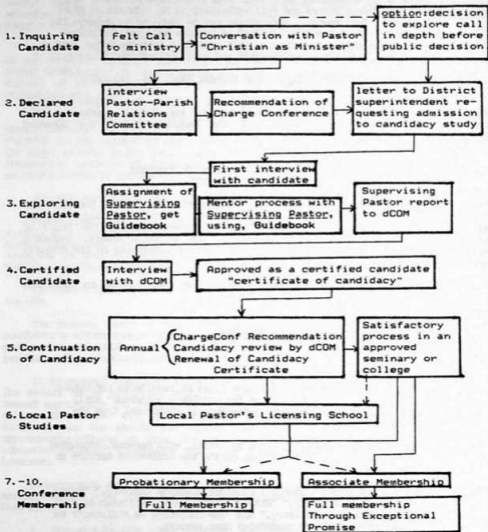 option:decision
to explore call
in depth before
public decision.
1. Inquiring
Candidate
Felt Call
to ministry
Conversation with Pastor
"Christian as Minister"
2. Declared
Candidate
interview
Pastor-Parish
Relations
Committee
Recommendation of
Charge Conference
letter to District
superintendent re-
questing admission
to candidacy study
First interview
with candidate
3. Exploring
Candidate
Assignment of
Supervising
Pastor, get
Guidebook
Mentor process with
Supervising Pastor,
using, Guidebook
Supervising
Pastor report
to dCOM
4. Certified
Candidate
Interview
with dCOM
Approved as a certified candidate
"certificate of candidacy"
5. Continuation
of Candidacy
Annual
ChargeConf Recommendation
Candidacy review by dCOM
Renewal of Candidacy
Certificate
Satisfactory
process in an
approved
seminary or
college
6. Local Pastor
Studies
Local Pastor's Licensing School
7. -10.
Conference
Membership
Probationary Membership
Full Membership
Associate Membership
Full membership
Through Exceptional
Promise